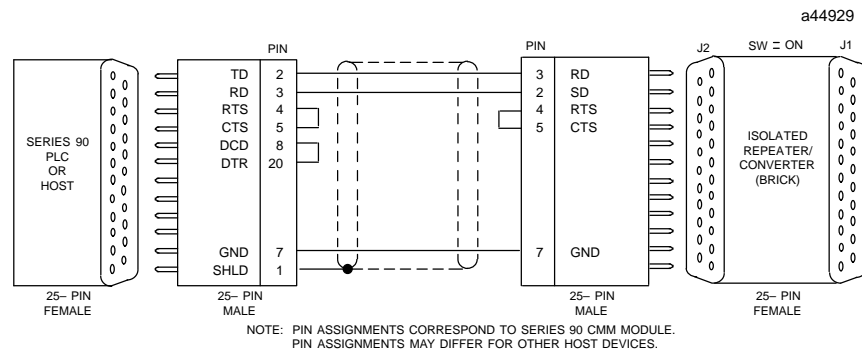 a44929
PIN
PIN
J2
SW = ON
J1
TD 2
3 RD
RD 3
2 SD
RTS 4
4 RTS
CTS 5
5 CTS
DCD 8
DTR 20
SERIES 90
PLC
OR
HOST
ISOLATED
REPEATER/
CONVERTER
(BRICK)
GND 7
7 GND
SHLD 1
25– PIN
FEMALE
25– PIN
MALE
25– PIN
MALE
25– PIN
FEMALE
NOTE: PIN ASSIGNMENTS CORRESPOND TO SERIES 90 CMM MODULE.
PIN ASSIGNMENTS MAY DIFFER FOR OTHER HOST DEVICES.